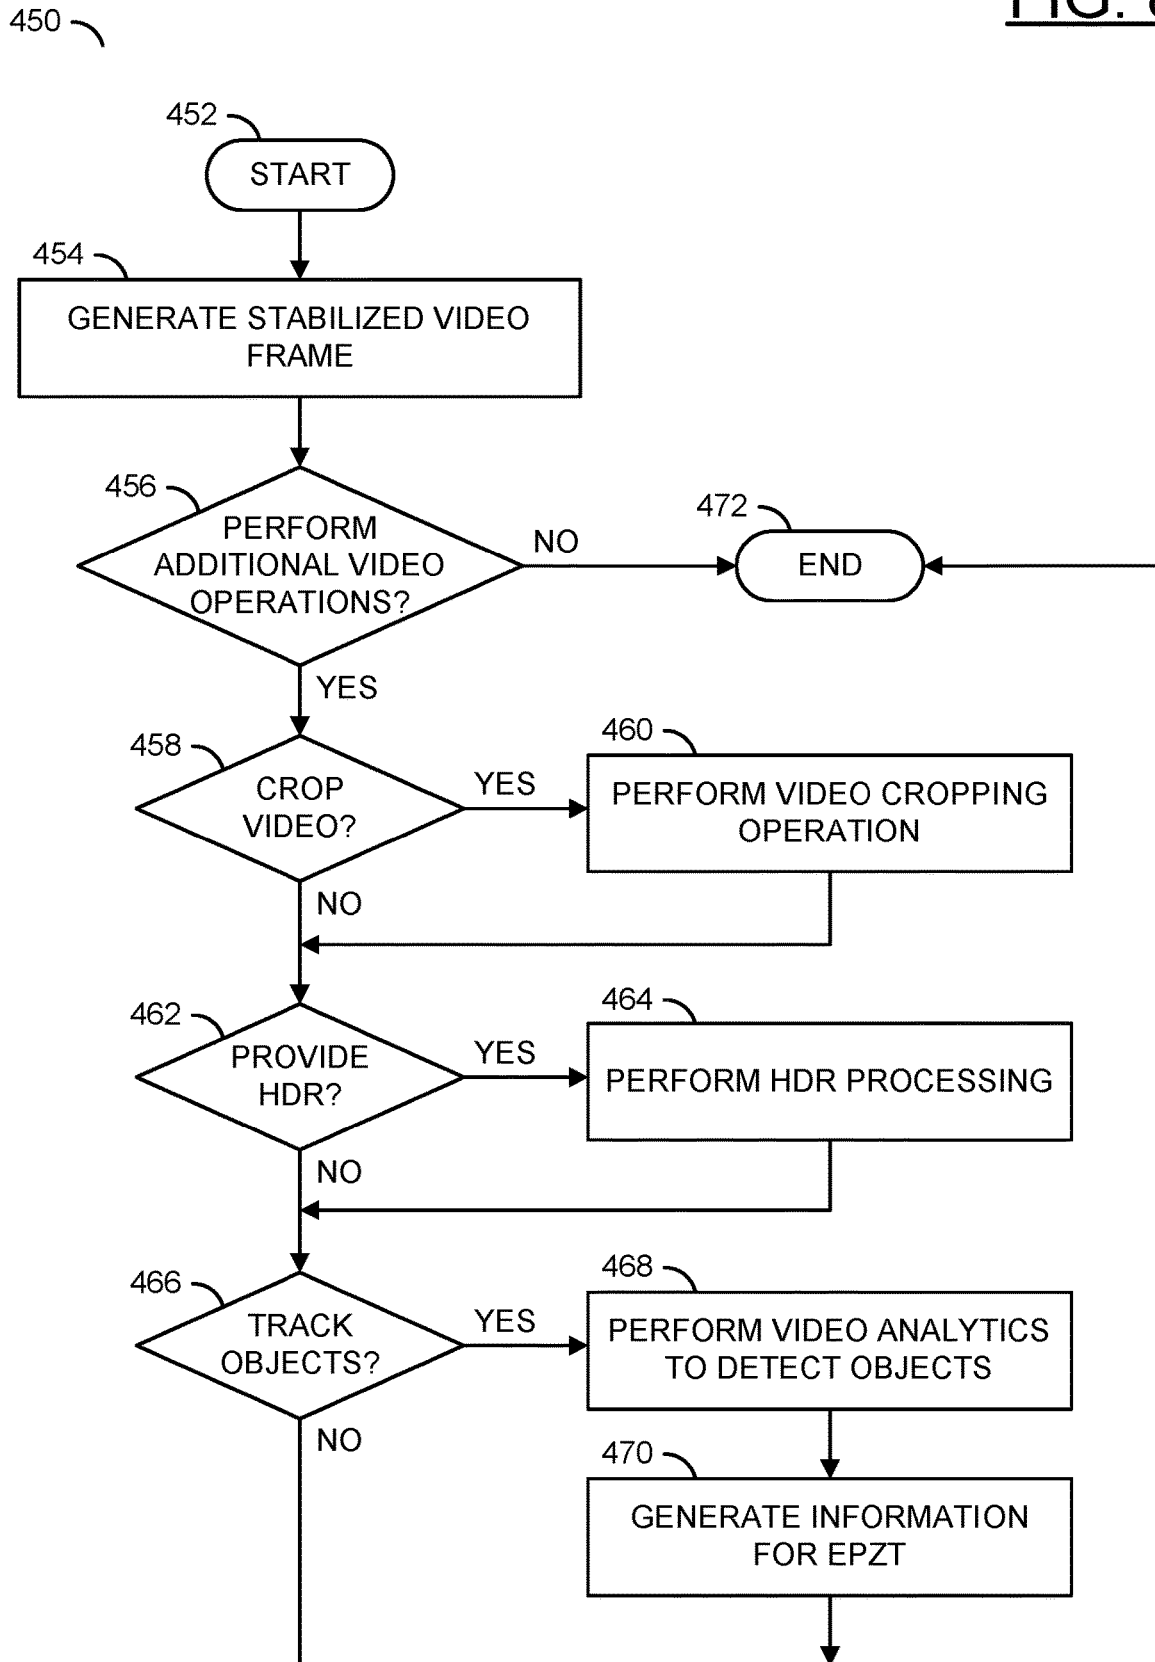 FIG.
450
452
START
454
GENERATE STABILIZED VIDEO
FRAME
456
PERFORM
ADDITIONAL VIDEO
OPERATIONS?
NO
472
END
YES
458
CROP
VIDEO?
YES
460
PERFORM VIDEO CROPPING
OPERATION
NO
462
PROVIDE
HDR?
YES
464
PERFORM HDR PROCESSING
NO
466
TRACK
OBJECTS?
YES
468
PERFORM VIDEO ANALYTICS
TO DETECT OBJECTS
NO
470
GENERATE INFORMATION
FOR EPZT